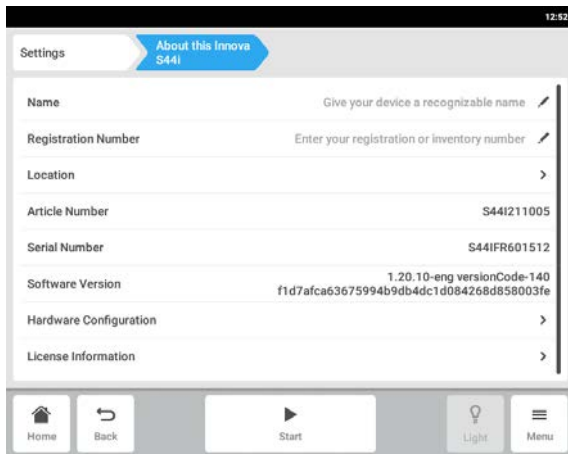 12:52
Settings
About this Innova
S44i
Name Give your device a recognizable name
Registration Number Enter your registration or inventory number
Location
Article Number S44I211005
Serial Number S44IFR601512
1.20.10-eng versionCode-140
Software Version f1d7afca63675994b9db4dc1d084268d858003fe
Hardware Configuration
License Information
Home Back Start Light Menu